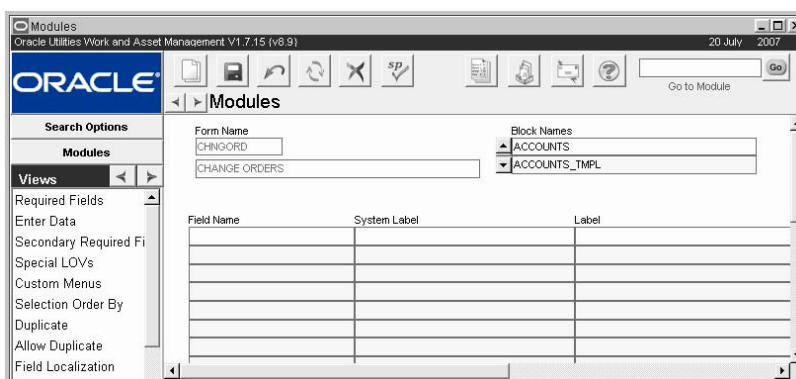 Modules
Oracle Utilities Work and Asset Management V1.7.15 (v8.9) 20 July 2007
ORACLE®
sp
Go
Go to Module
Modules
Search Options
Modules
Views
Required Fields
Enter Data
Secondary Required Fi
Special LOVs
Custom Menus
Selection Order By
Duplicate
Allow Duplicate
Field Localization
Form Name
CHNGORD
CHANGE ORDERS
Block Names
ACCOUNTS
ACCOUNTS_TMPL
Field Name System Label Label